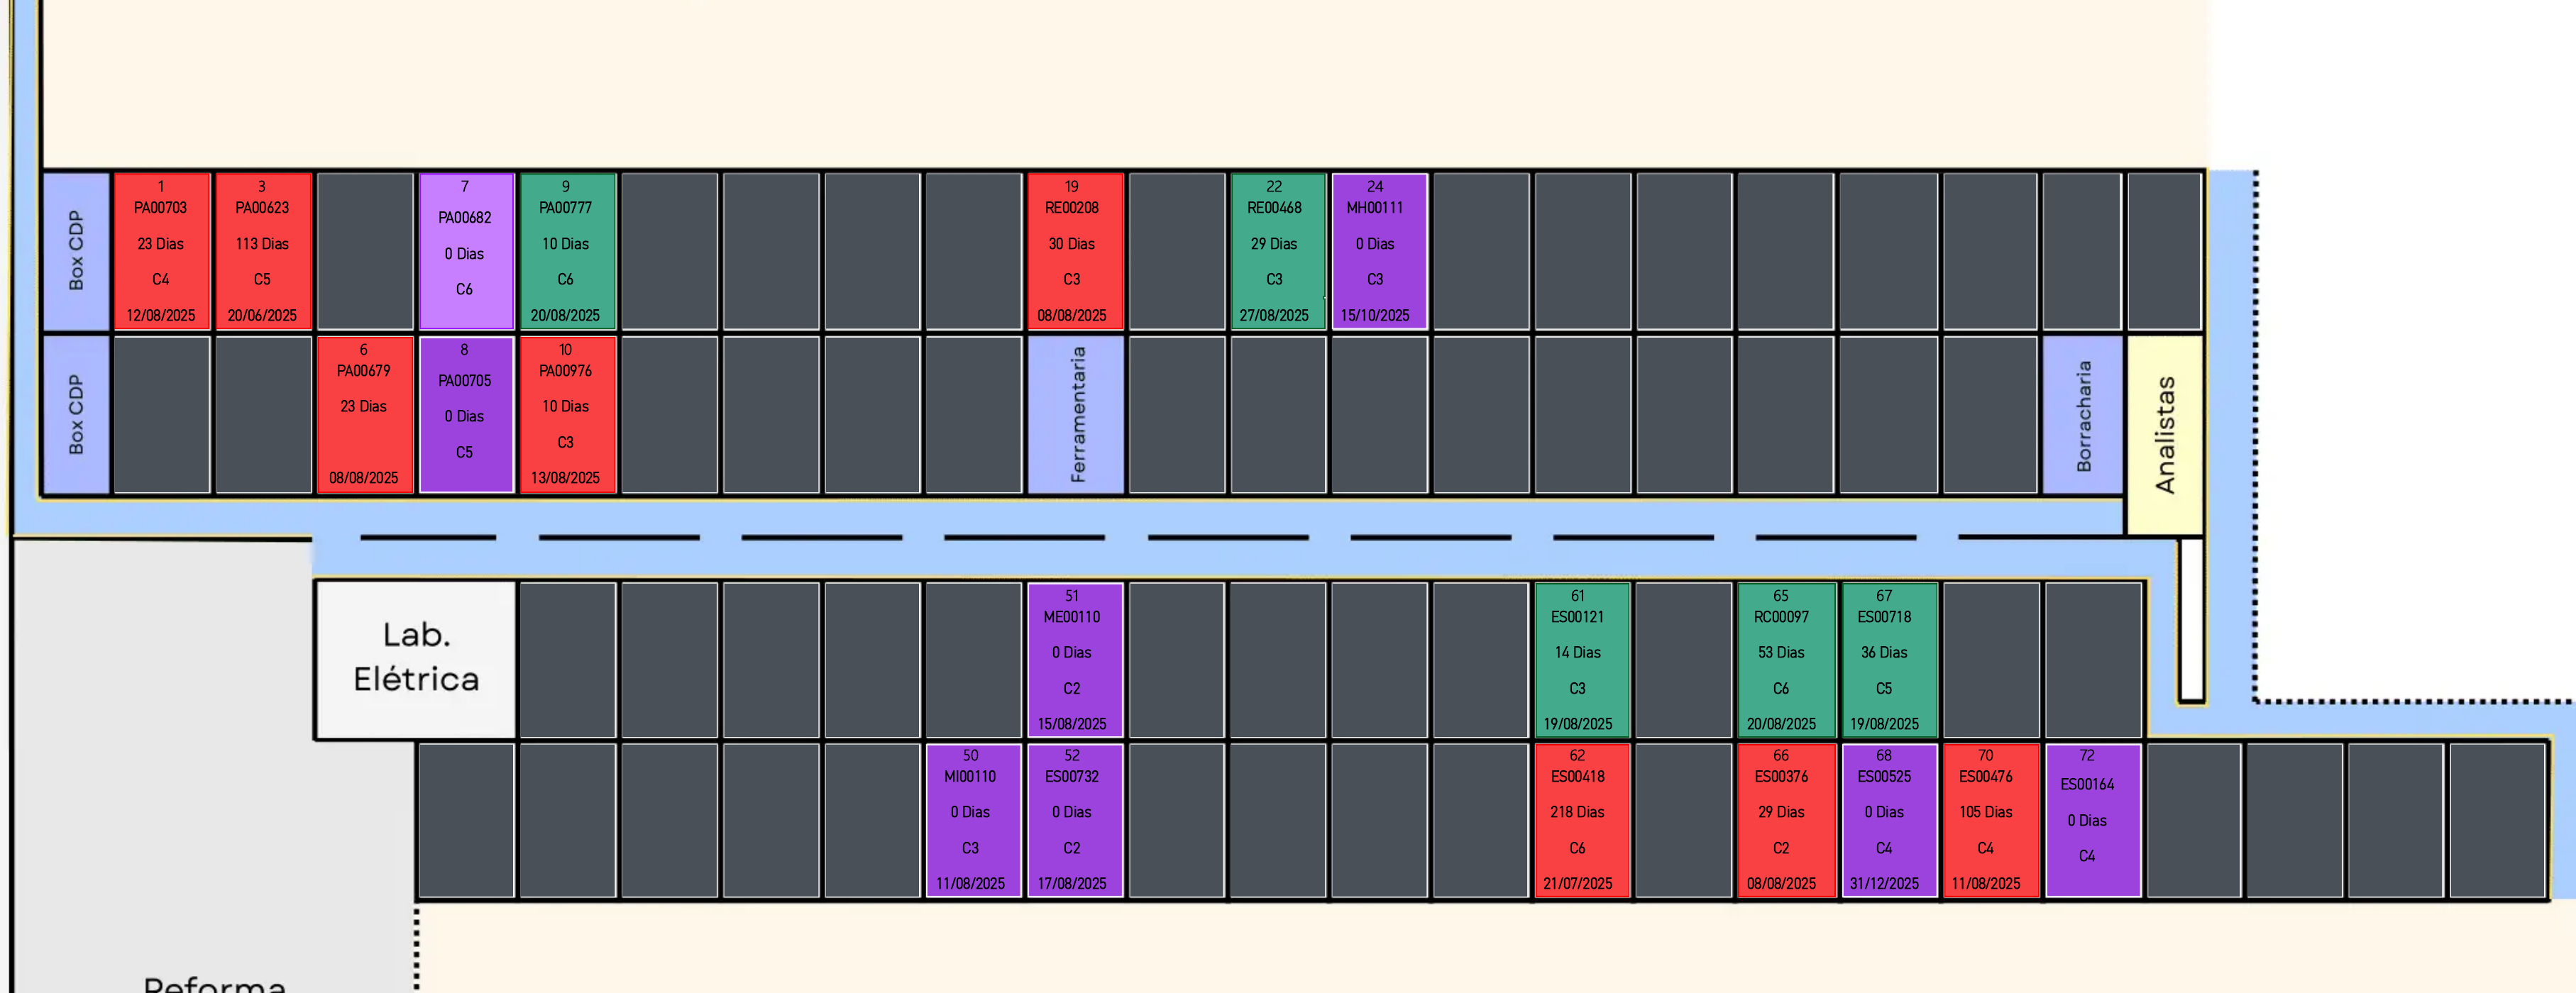 Box CDP
1
PA00703
23 Dias
C4
12/08/2025
3
PA00623
113 Dias
C5
20/06/2025
7
PA00682
0 Dias
C6
9
PA00777
10 Dias
C6
20/08/2025
19
RE00208
30 Dias
C3
08/08/2025
22
RE00468
29 Dias
C3
27/08/2025
24
MH00111
0 Dias
C3
15/10/2025
Box CDP
6
PA00679
23 Dias
08/08/2025
8
PA00705
0 Dias
C5
10
PA00976
10 Dias
C3
13/08/2025
Ferramentaria
Borracharia
Analistas
Lab.
Elétrica
51
ME00110
0 Dias
C2
15/08/2025
61
ES00121
14 Dias
C3
19/08/2025
65
RC00097
53 Dias
C6
20/08/2025
67
ES00718
36 Dias
C5
19/08/2025
50
MI00110
0 Dias
C3
11/08/2025
52
ES00732
0 Dias
C2
17/08/2025
62
ES00418
218 Dias
C6
21/07/2025
66
ES00376
29 Dias
C2
08/08/2025
68
ES00525
0 Dias
C4
31/12/2025
70
ES00476
105 Dias
C4
11/08/2025
72
ES00164
0 Dias
C4
Reforma